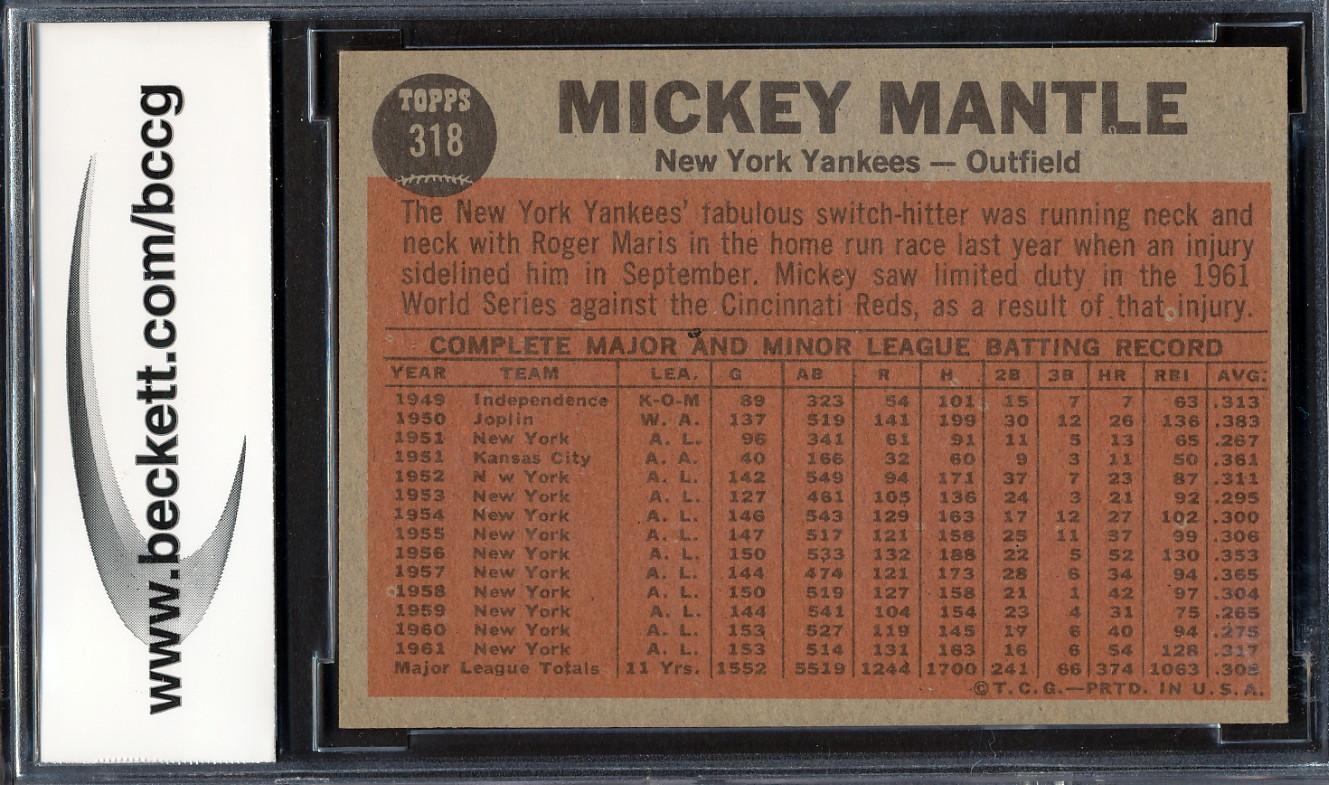 www.beckett.com/bccg
TOPPS
318
MICKEY MANTLE
New York Yankees — Outfield
The New York Yankees' fabulous switch-hitter was running neck and
neck with Roger Maris in the home run race last year when an injury
sidelined him in September. Mickey saw limited duty in the 1961
World Series against the Cincinnati Reds, as a result of that injury.
COMPLETE MAJOR AND MINOR LEAGUE BATTING RECORD
YEAR TEAM LEA. G AB R H 2B 3B HR RBI AVG.
1949 Independence K-O-M 89 323 54 101 15 7 7 63 .313
1950 Joplin W. A. 137 519 141 199 30 12 26 136 .383
1951 New York A. L. 96 341 61 91 11 5 13 65 .267
1951 Kansas City A. A. 40 166 32 60 9 3 11 50 .361
1952 N w York A. L. 142 549 94 171 37 7 23 87 .311
1953 New York A. L. 127 461 105 136 24 3 21 92 .295
1954 New York A. L. 146 543 129 163 17 12 27 102 .300
1955 New York A. L. 147 517 121 158 25 11 37 99 .306
1956 New York A. L. 150 533 132 188 22 5 52 130 .353
1957 New York A. L. 144 474 121 173 28 6 34 94 .365
1958 New York A. L. 150 519 127 158 21 1 42 97 .304
1959 New York A. L. 144 541 104 154 23 4 31 75 .265
1960 New York A. L. 153 527 119 145 17 6 40 94 .275
1961 New York A. L. 153 514 131 163 16 6 54 128 .317
Major League Totals 11 Yrs. 1552 5519 1244 1700 241 66 374 1063 .308
©T.C.G.—PRTD. IN U.S.A.